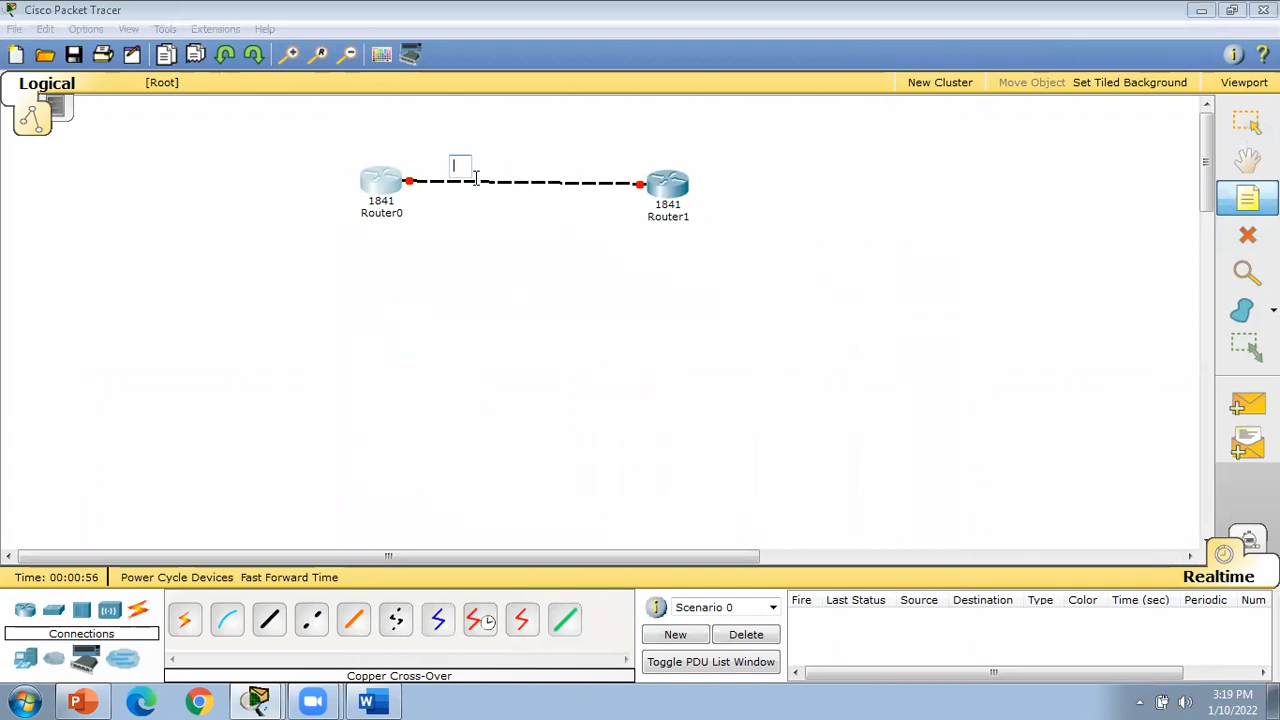 Cisco Packet Tracer
File Edit Options View Tools Extensions Help
Logical [Root] New Cluster Move Object Set Tiled Background Viewport
1841
Router0
1841
Router1
Time: 00:00:56 Power Cycle Devices Fast Forward Time
Realtime
Connections
Copper Cross-Over
Scenario 0
New Delete
Toggle PDU List Window
Fire Last Status Source Destination Type Color Time (sec) Periodic Num
3:19 PM
1/10/2022